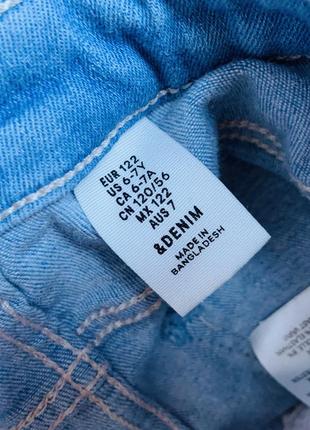 EUR 122
US 6-7Y
CA 6-7A
CN 120/56
MX 122
AUS 7
&DENIM
MADE IN
BANGLADESH